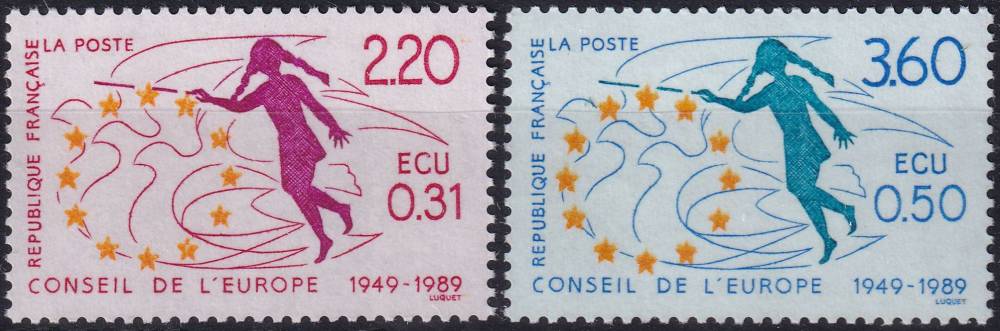 REPUBLIQUE FRANÇAISE
LA POSTE
2.20
ECU
0.31
CONSEIL DE L'EUROPE 1949-1989
LUQUET
REPUBLIQUE FRANÇAISE
LA POSTE
3.60
ECU
0.50
CONSEIL DE L'EUROPE 1949-1989
LUQUET